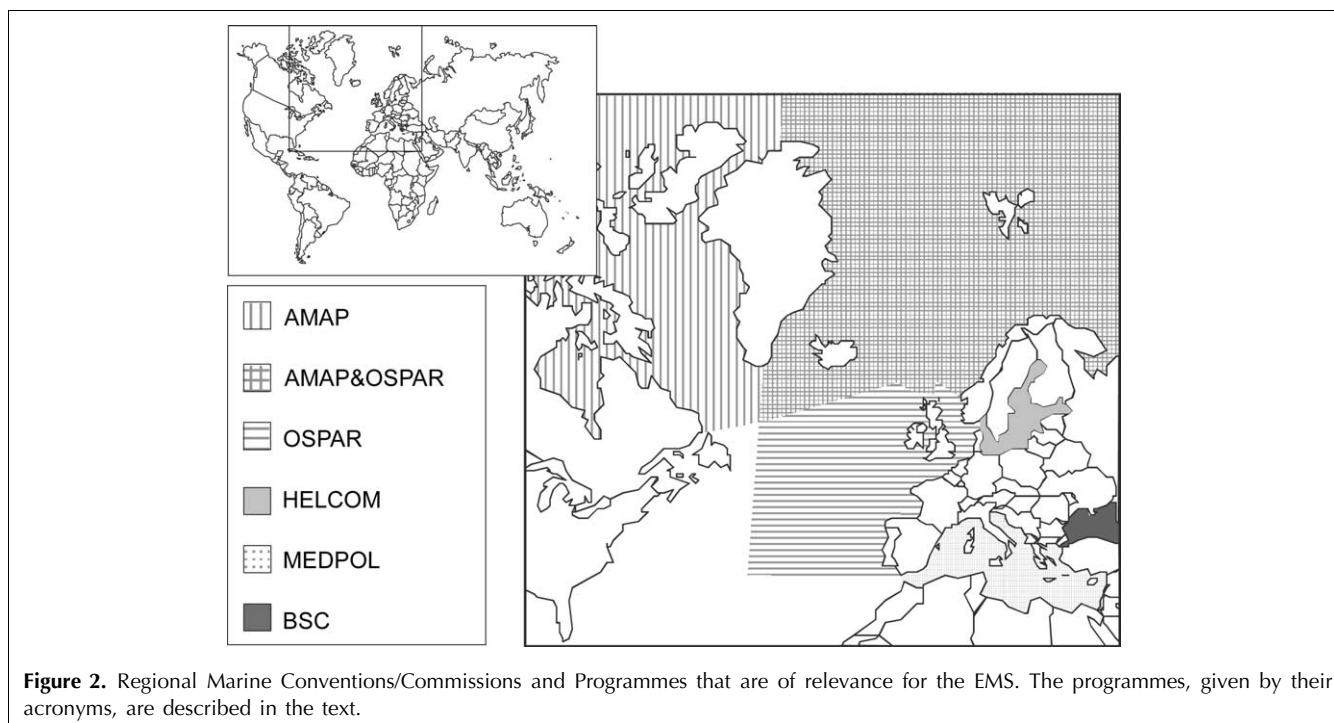 AMAP
AMAP&OSPAR
OSPAR
HELCOM
MEDPOL
BSC
Figure 2. Regional Marine Conventions/Commissions and Programmes that are of relevance for the EMS. The programmes, given by their
acronyms, are described in the text.